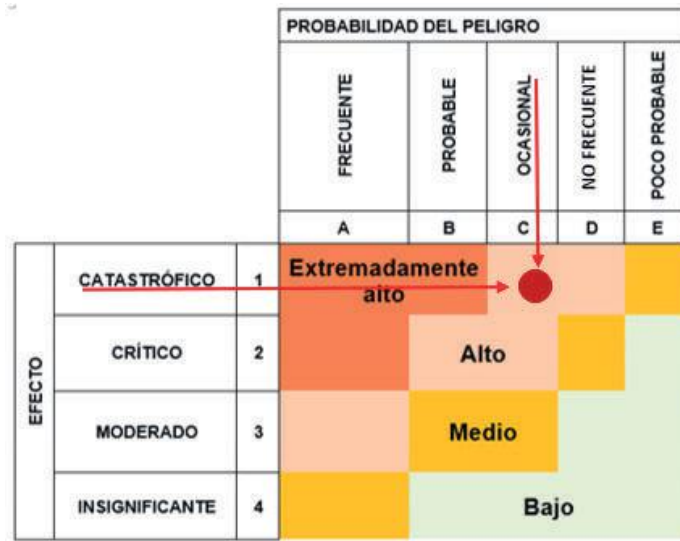 PROBABILIDAD DEL PELIGRO
FRECUENTE
PROBABLE
OCASIONAL
NO FRECUENTE
POCO PROBABLE
A B C D E
EFECTO
CATASTRÓFICO 1 Extremadamente alto
CRÍTICO 2 Alto
MODERADO 3 Medio
INSIGNIFICANTE 4 Bajo